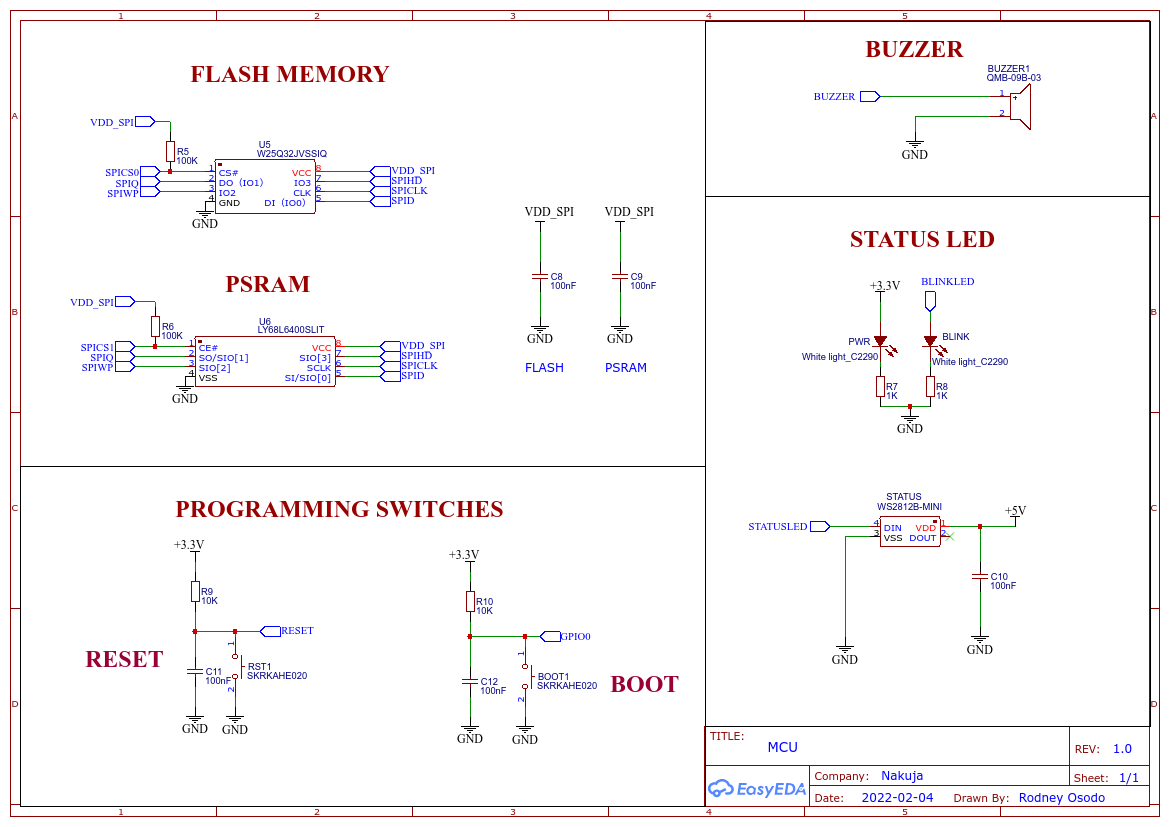 1 2 3 4 5
A
B
C
D
A
B
C
D
FLASH MEMORY
VDD_SPI
R5
100K
U5
W25Q32JVSSIQ
SPICS0
SPIQ
SPIWP
1
2
3
4
CS#
DO (IO1)
IO2
GND
VCC
IO3
CLK
DI (IO0)
8
7
6
5
VDD_SPI
SPIHD
SPICLK
SPID
GND
PSRAM
VDD_SPI
R6
100K
U6
LY68L6400SLIT
SPICS1
SPIQ
SPIWP
1
2
3
4
CE#
SO/SIO[1]
SIO[2]
VSS
VCC
SIO[3]
SCLK
SI/SIO[0]
8
7
6
5
VDD_SPI
SPIHD
SPICLK
SPID
GND
VDD_SPI
C8
100nF
GND
FLASH
VDD_SPI
C9
100nF
GND
PSRAM
BUZZER
BUZZER1
QMB-09B-03
BUZZER
1
+
2
GND
STATUS LED
+3.3V
BLINKLED
PWR
White light_C2290
BLINK
White light_C2290
R7
1K
R8
1K
GND
STATUS
WS2812B-MINI
STATUSLED
4
3
DIN
VSS
VDD
DOUT
1
2
+5V
C10
100nF
GND
GND
PROGRAMMING SWITCHES
+3.3V
R9
10K
RESET
RESET
C11
100nF
1
2
RST1
SKRKAHE020
GND
GND
+3.3V
R10
10K
GPIO0
C12
100nF
1
2
BOOT1
SKRKAHE020
BOOT
GND
GND
TITLE:
MCU
REV: 1.0
EasyEDA
Company: Nakuja
Sheet: 1/1
Date: 2022-02-04 Drawn By: Rodney Osodo
1 2 3 4 5